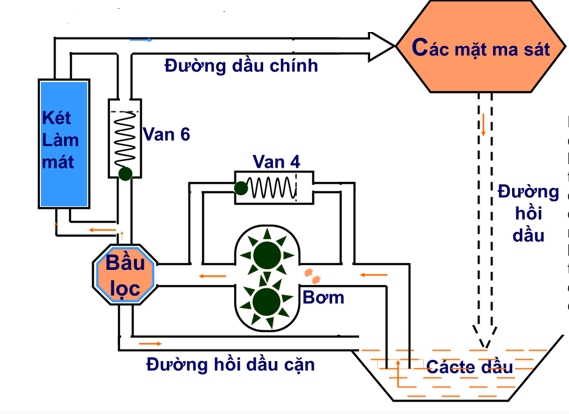 Các mặt ma sát
Đường dầu chính
Két
Làm
mát
Van 6
Van 4
Đường
hồi
dầu
Bầu
lọc
Bơm
Đường hồi dầu cặn
Cácte dầu